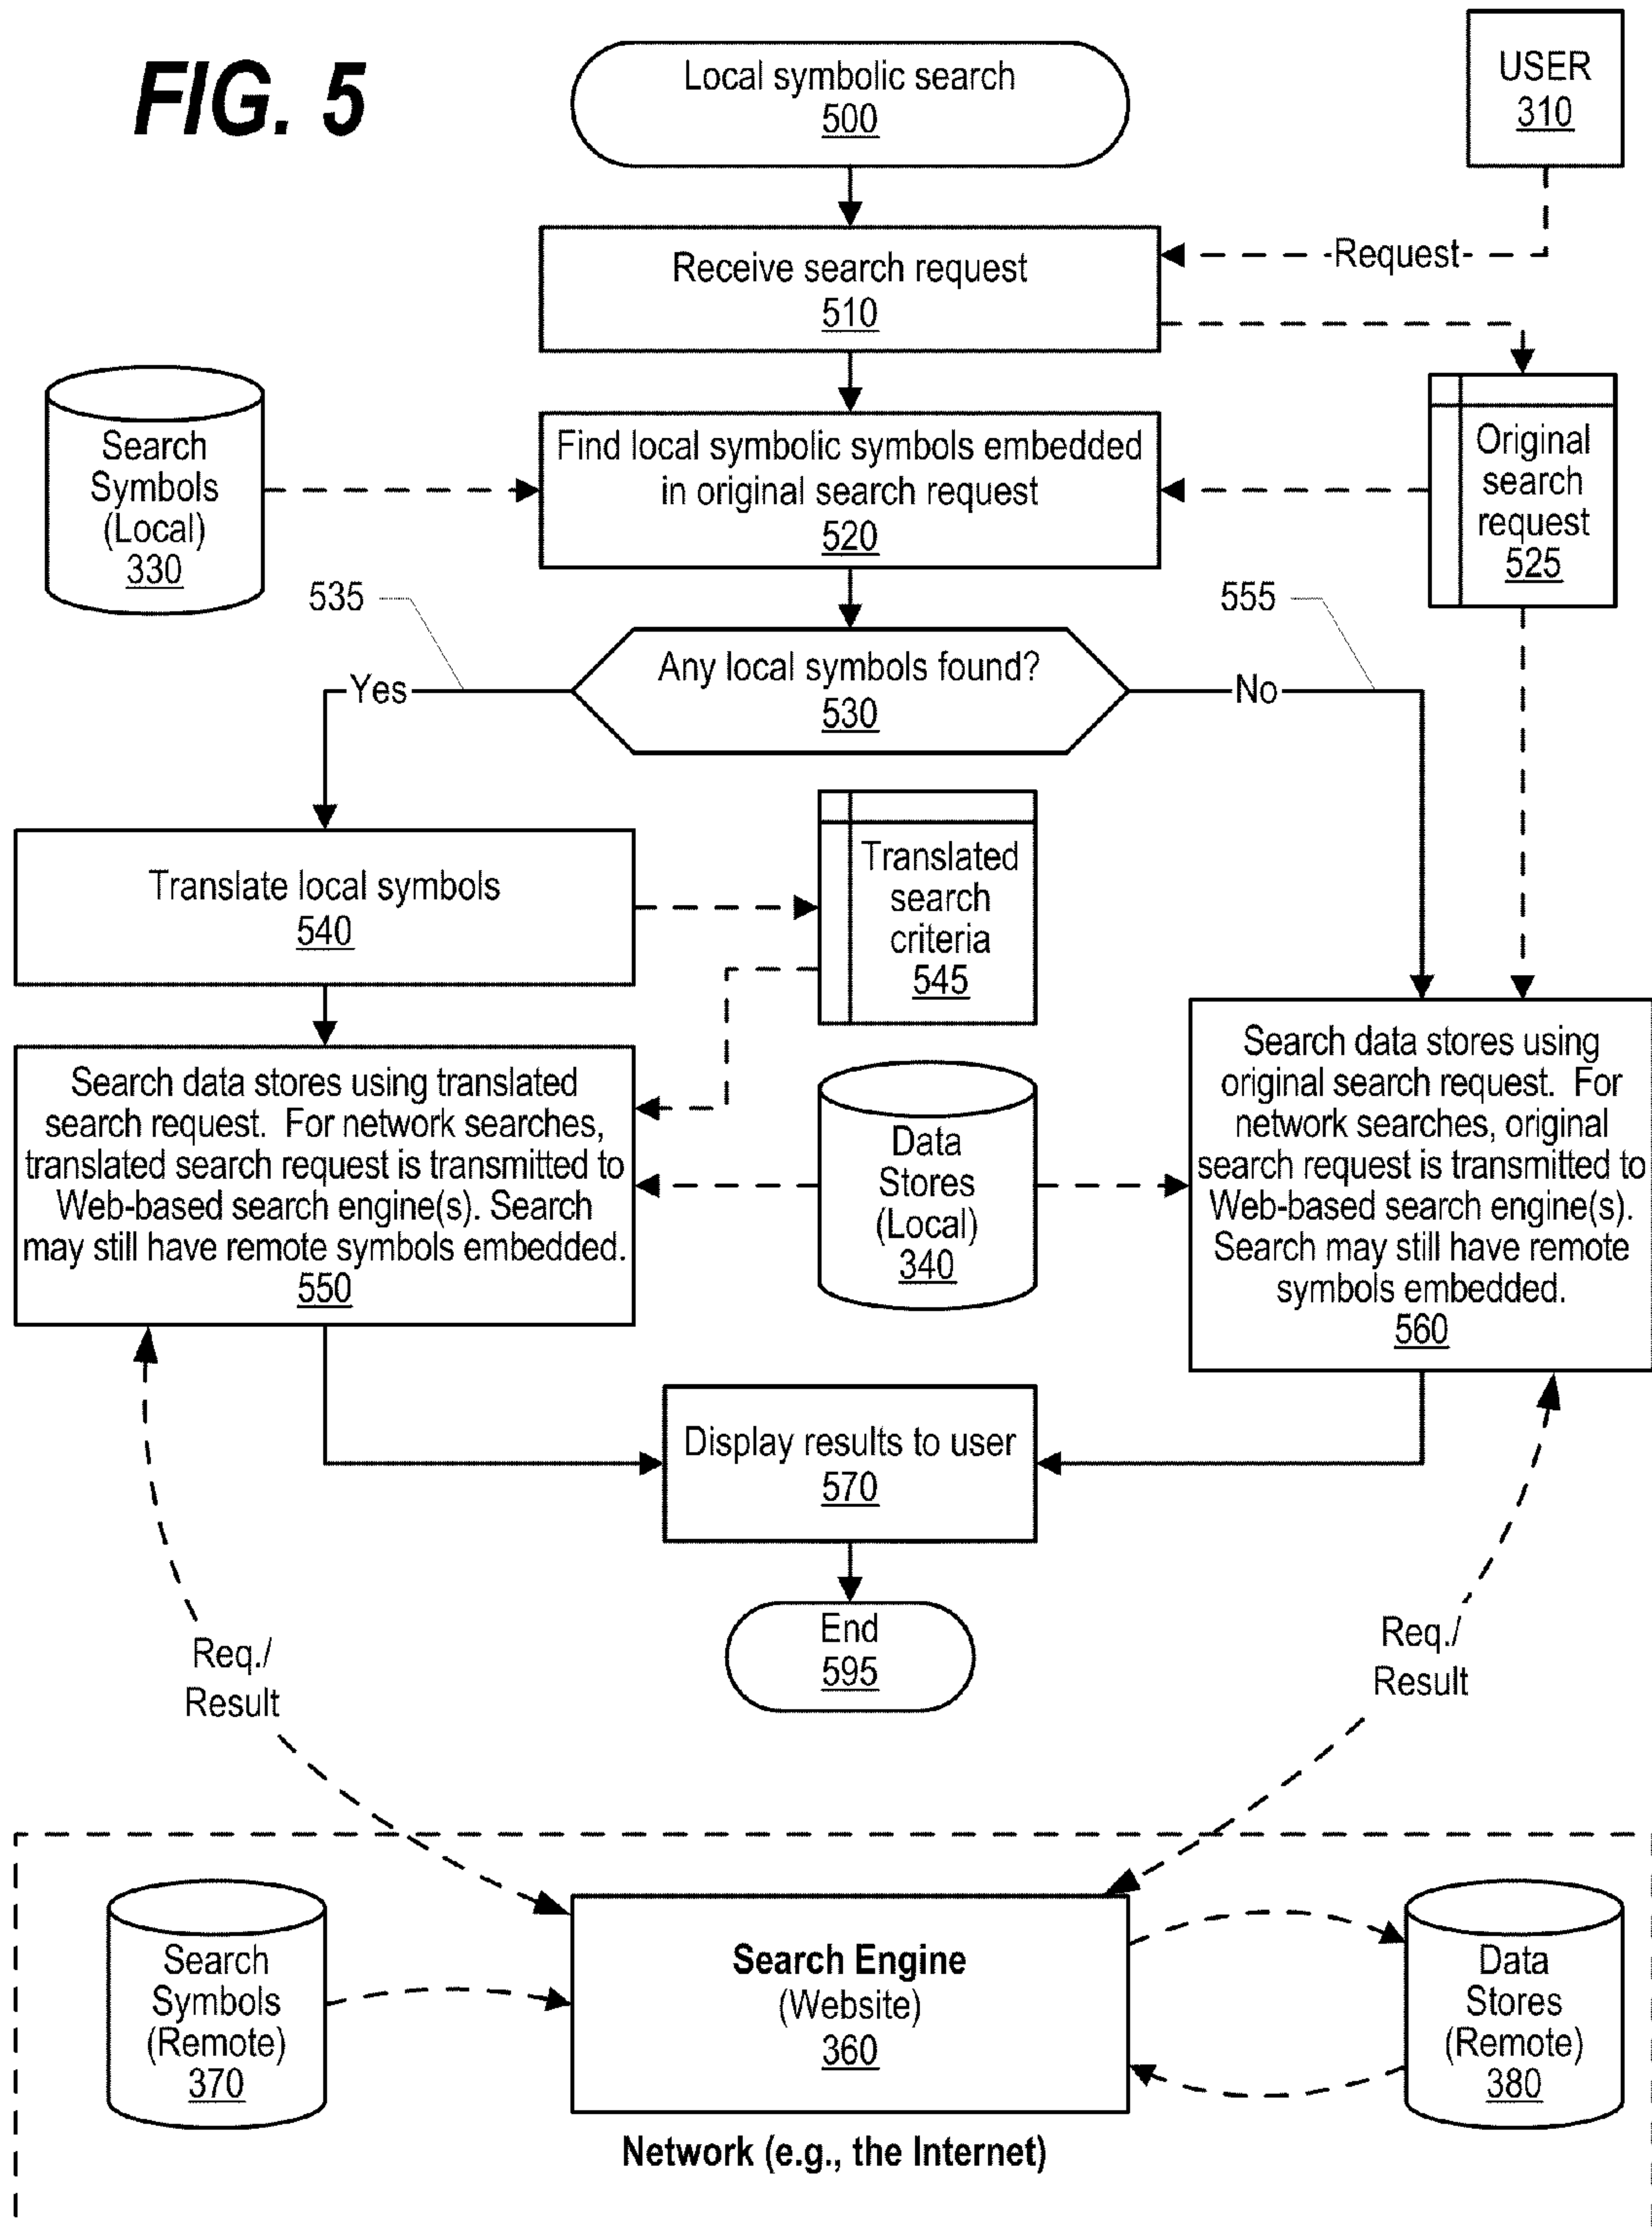 FIG. 5
Local symbolic search
500
USER
310
Request
Receive search request
510
Search
Symbols
(Local)
330
Find local symbolic symbols embedded
in original search request
520
Original
search
request
525
535
555
Any local symbols found?
530
Yes
No
Translate local symbols
540
Translated
search
criteria
545
Search data stores using translated
search request. For network searches,
translated search request is transmitted to
Web-based search engine(s). Search
may still have remote symbols embedded.
550
Data
Stores
(Local)
340
Search data stores using
original search request. For
network searches, original
search request is transmitted to
Web-based search engine(s).
Search may still have remote
symbols embedded.
560
Display results to user
570
End
595
Req./
Result
Req./
Result
Search
Symbols
(Remote)
370
Search Engine
(Website)
360
Data
Stores
(Remote)
380
Network (e.g., the Internet)